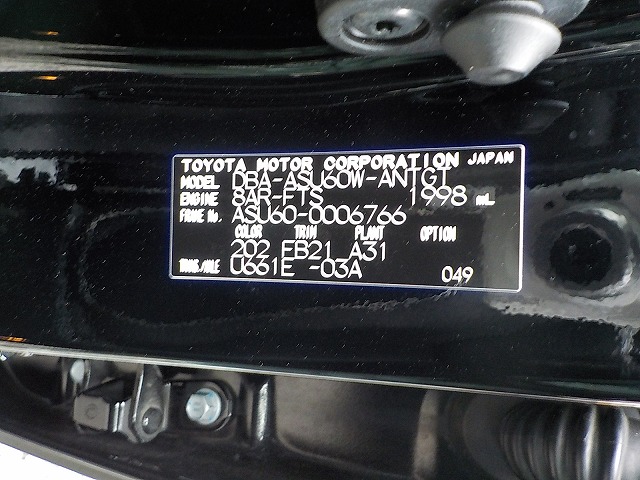 TOYOTA MOTOR CORPORATION JAPAN
MODEL DBA-ASU60W-ANTGT
ENGINE 8AR-FTS 1998 mL
FRAME No. ASU60-0006766
COLOR TRIM PLANT OPTION
202 FB21 A31
TRANS./AXLE U661E -03A 049